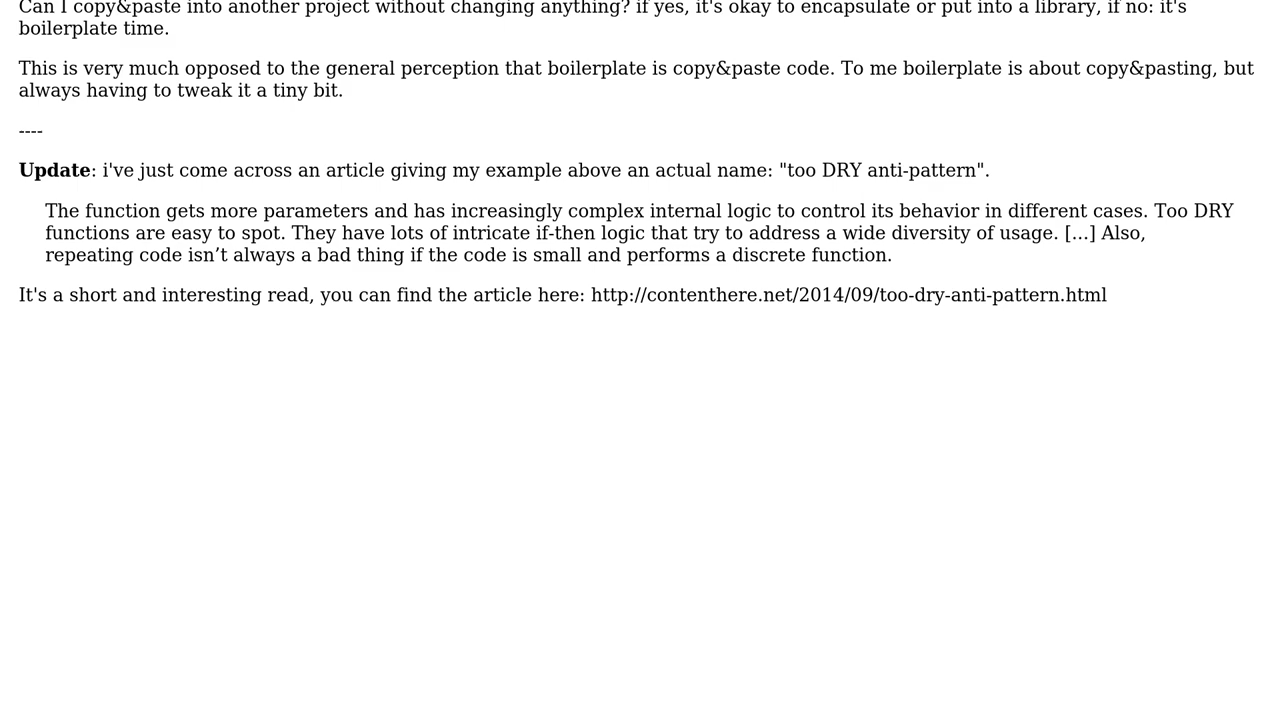 Can I copy&paste into another project without changing anything? if yes, it's okay to encapsulate or put into a library, if no: it's
boilerplate time.
This is very much opposed to the general perception that boilerplate is copy&paste code. To me boilerplate is about copy&pasting, but
always having to tweak it a tiny bit.
----
Update: i've just come across an article giving my example above an actual name: "too DRY anti-pattern".
The function gets more parameters and has increasingly complex internal logic to control its behavior in different cases. Too DRY
functions are easy to spot. They have lots of intricate if-then logic that try to address a wide diversity of usage. [...] Also,
repeating code isn’t always a bad thing if the code is small and performs a discrete function.
It's a short and interesting read, you can find the article here: http://contenthere.net/2014/09/too-dry-anti-pattern.html